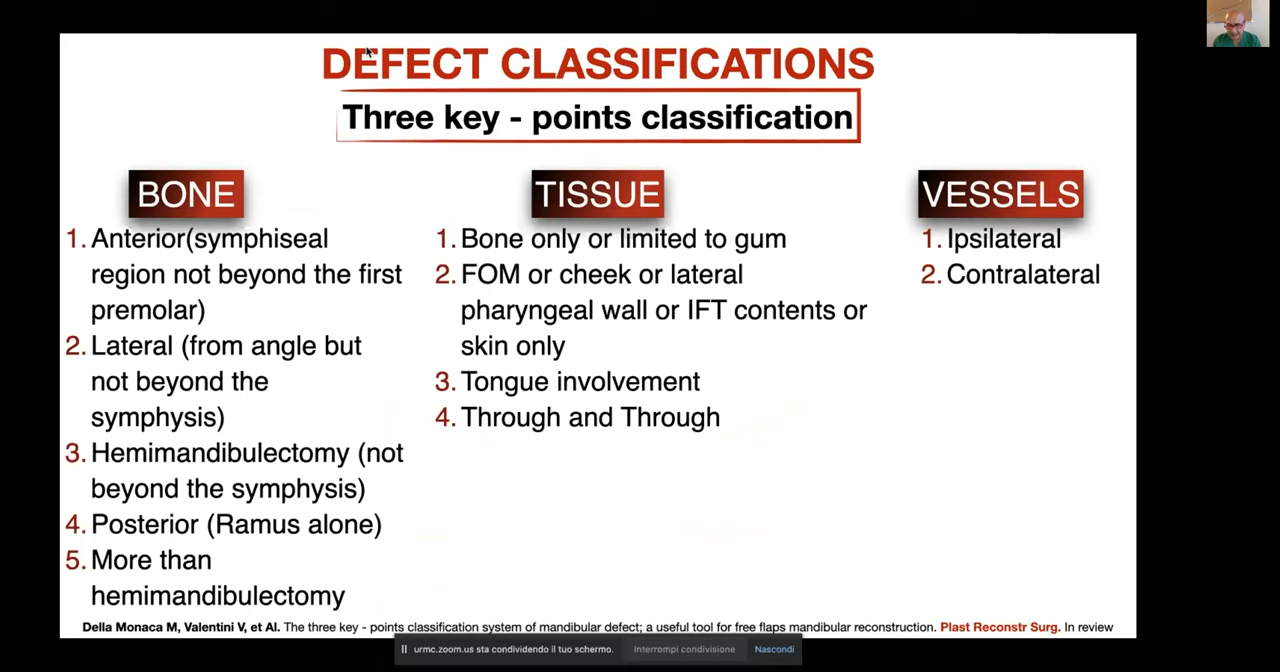 DEFECT CLASSIFICATIONS
Three key - points classification
BONE
1. Anterior(symphiseal
region not beyond the first
premolar)
2. Lateral (from angle but
not beyond the
symphysis)
3. Hemimandibulectomy (not
beyond the symphysis)
4. Posterior (Ramus alone)
5. More than
hemimandibulectomy
TISSUE
1. Bone only or limited to gum
2. FOM or cheek or lateral
pharyngeal wall or IFT contents or
skin only
3. Tongue involvement
4. Through and Through
VESSELS
1. Ipsilateral
2. Contralateral
Della Monaca M, Valentini V, et Al. The three key - points classification system of mandibular defect; a useful tool for free flaps mandibular reconstruction. Plast Reconstr Surg. In review
urmc.zoom.us sta condividendo il tuo schermo. Interrompi condivisione Nascondi